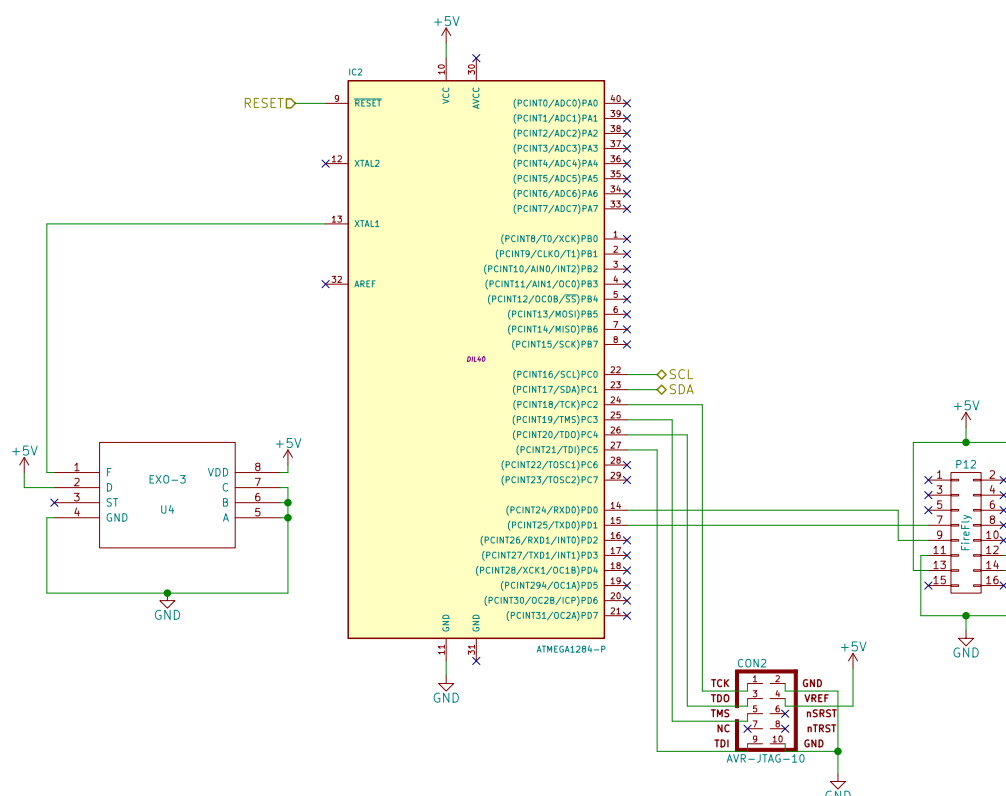 +5V
IC2
10
30
VCC
AVCC
RESET
9
RESET
12
XTAL2
13
XTAL1
32
AREF
DIL40
(PCINT0/ADC0)PA0
40
(PCINT1/ADC1)PA1
39
(PCINT2/ADC2)PA2
38
(PCINT3/ADC3)PA3
37
(PCINT4/ADC4)PA4
36
(PCINT5/ADC5)PA5
35
(PCINT6/ADC6)PA6
34
(PCINT7/ADC7)PA7
33
(PCINT8/T0/XCK)PB0
1
(PCINT9/CLKO/T1)PB1
2
(PCINT10/AIN0/INT2)PB2
3
(PCINT11/AIN1/OC0)PB3
4
(PCINT12/OC0B/SS)PB4
5
(PCINT13/MOSI)PB5
6
(PCINT14/MISO)PB6
7
(PCINT15/SCK)PB7
8
(PCINT16/SCL)PC0
22
SCL
(PCINT17/SDA)PC1
23
SDA
(PCINT18/TCK)PC2
24
(PCINT19/TMS)PC3
25
(PCINT20/TDO)PC4
26
(PCINT21/TDI)PC5
27
(PCINT22/TOSC1)PC6
28
(PCINT23/TOSC2)PC7
29
(PCINT24/RXD0)PD0
14
(PCINT25/TXD0)PD1
15
(PCINT26/RXD1/INT0)PD2
16
(PCINT27/TXD1/INT1)PD3
17
(PCINT28/XCK1/OC1B)PD4
18
(PCINT294/OC1A)PD5
19
(PCINT30/OC2B/ICP)PD6
20
(PCINT31/OC2A)PD7
21
GND
GND
11
31
ATMEGA1284-P
GND
+5V
+5V
1
F
VDD
8
2
D
C
7
3
ST
B
6
4
GND
A
5
EXO-3
U4
GND
+5V
P12
1
2
3
4
5
6
7
8
9
10
11
12
13
14
15
16
FireFly
GND
+5V
CON2
TCK
1
2
GND
TDO
3
4
VREF
TMS
5
6
nSRST
NC
7
8
nTRST
TDI
9
10
GND
AVR-JTAG-10
GND